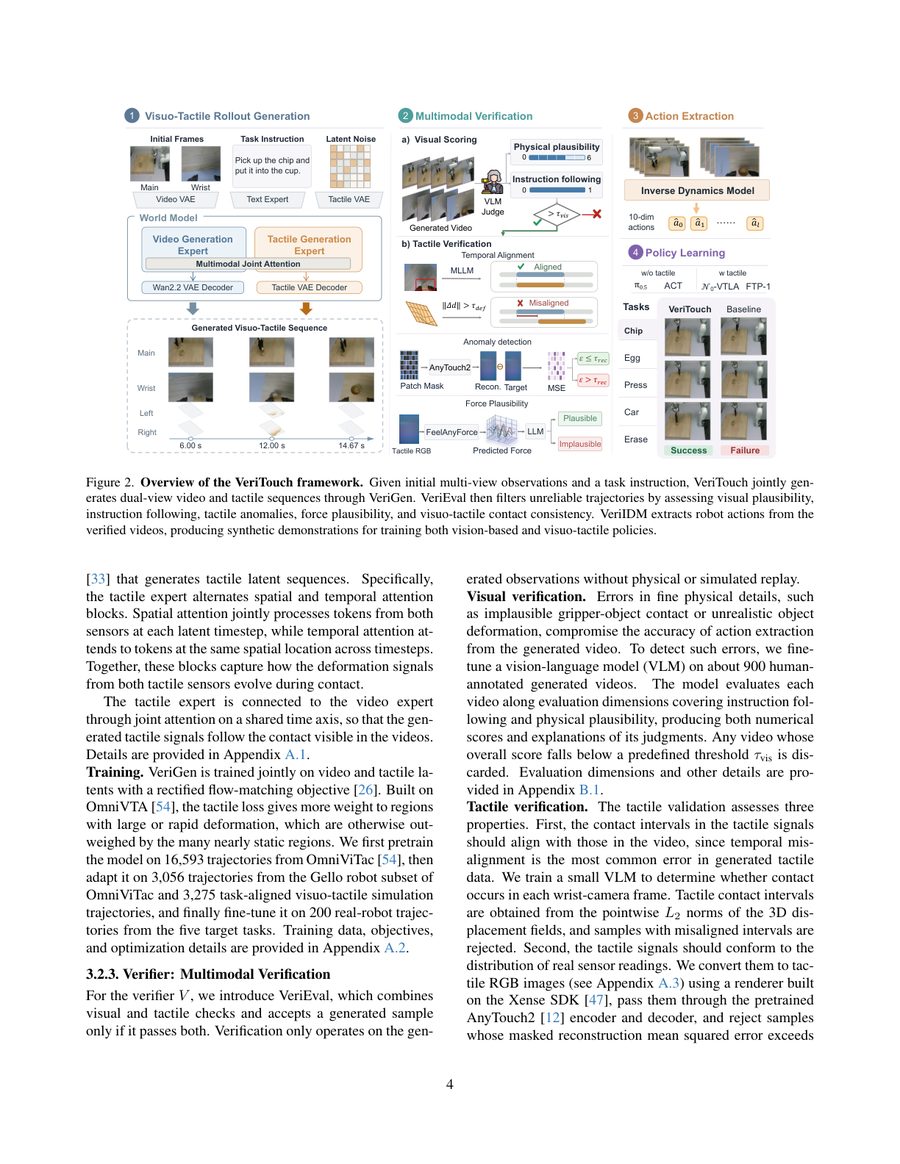 1 Visuo-Tactile Rollout Generation
Initial Frames Task Instruction Latent Noise
Pick up the chip and
put it into the cup.
Main Wrist
Video VAE Text Expert Tactile VAE
World Model
Video Generation
Expert
Tactile Generation
Expert
Multimodal Joint Attention
Wan2.2 VAE Decoder Tactile VAE Decoder
Generated Visuo-Tactile Sequence
Main
Wrist
Left
Right
6.00 s 12.00 s 14.67 s
2 Multimodal Verification
a) Visual Scoring
Generated Video
VLM
Judge
Physical plausibility
0 6
Instruction following
0 1
> τvis
b) Tactile Verification
Temporal Alignment
MLLM
Aligned
‖Δd‖ > τdef
Misaligned
Anomaly detection
AnyTouch2
Patch Mask Recon. Target MSE
ε ≤ τrec
ε > τrec
Force Plausibility
FeelAnyForce LLM
Plausible
Implausible
Tactile RGB Predicted Force
3 Action Extraction
Inverse Dynamics Model
10-dim
actions
â0 â1 ...... âl
4 Policy Learning
w/o tactile w tactile
π0.5 ACT N0-VTLA FTP-1
Tasks VeriTouch Baseline
Chip
Egg
Press
Car
Erase
Success Failure
Figure 2. Overview of the VeriTouch framework. Given initial multi-view observations and a task instruction, VeriTouch jointly gen-
erates dual-view video and tactile sequences through VeriGen. VeriEval then filters unreliable trajectories by assessing visual plausibility,
instruction following, tactile anomalies, force plausibility, and visuo-tactile contact consistency. VeriIDM extracts robot actions from the
verified videos, producing synthetic demonstrations for training both vision-based and visuo-tactile policies.
[33] that generates tactile latent sequences. Specifically,
the tactile expert alternates spatial and temporal attention
blocks. Spatial attention jointly processes tokens from both
sensors at each latent timestep, while temporal attention at-
tends to tokens at the same spatial location across timesteps.
Together, these blocks capture how the deformation signals
from both tactile sensors evolve during contact.
The tactile expert is connected to the video expert
through joint attention on a shared time axis, so that the gen-
erated tactile signals follow the contact visible in the videos.
Details are provided in Appendix A.1.
Training. VeriGen is trained jointly on video and tactile la-
tents with a rectified flow-matching objective [26]. Built on
OmniVTA [54], the tactile loss gives more weight to regions
with large or rapid deformation, which are otherwise out-
weighed by the many nearly static regions. We first pretrain
the model on 16,593 trajectories from OmniViTac [54], then
adapt it on 3,056 trajectories from the Gello robot subset of
OmniViTac and 3,275 task-aligned visuo-tactile simulation
trajectories, and finally fine-tune it on 200 real-robot trajec-
tories from the five target tasks. Training data, objectives,
and optimization details are provided in Appendix A.2.
3.2.3. Verifier: Multimodal Verification
For the verifier V, we introduce VeriEval, which combines
visual and tactile checks and accepts a generated sample
only if it passes both. Verification only operates on the gen-
erated observations without physical or simulated replay.
Visual verification. Errors in fine physical details, such
as implausible gripper-object contact or unrealistic object
deformation, compromise the accuracy of action extraction
from the generated video. To detect such errors, we fine-
tune a vision-language model (VLM) on about 900 human-
annotated generated videos. The model evaluates each
video along evaluation dimensions covering instruction fol-
lowing and physical plausibility, producing both numerical
scores and explanations of its judgments. Any video whose
overall score falls below a predefined threshold τvis is dis-
carded. Evaluation dimensions and other details are pro-
vided in Appendix B.1.
Tactile verification. The tactile validation assesses three
properties. First, the contact intervals in the tactile signals
should align with those in the video, since temporal mis-
alignment is the most common error in generated tactile
data. We train a small VLM to determine whether contact
occurs in each wrist-camera frame. Tactile contact intervals
are obtained from the pointwise L2 norms of the 3D dis-
placement fields, and samples with misaligned intervals are
rejected. Second, the tactile signals should conform to the
distribution of real sensor readings. We convert them to tac-
tile RGB images (see Appendix A.3) using a renderer built
on the Xense SDK [47], pass them through the pretrained
AnyTouch2 [12] encoder and decoder, and reject samples
whose masked reconstruction mean squared error exceeds
4